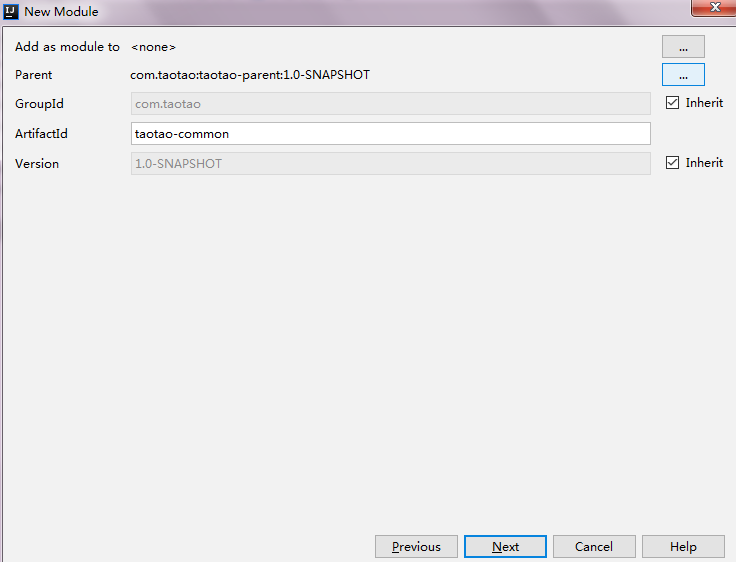 IJ New Module
Add as module to <none> ...
Parent com.taotao:taotao-parent:1.0-SNAPSHOT ...
GroupId com.taotao Inherit
ArtifactId taotao-common
Version 1.0-SNAPSHOT Inherit
Previous Next Cancel Help